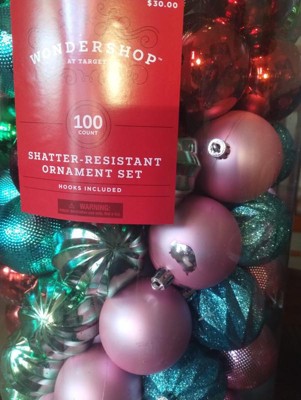 $30.00
WONDERSHOP™
AT TARGET
100
COUNT
SHATTER-RESISTANT
ORNAMENT SET
HOOKS INCLUDED
WARNING